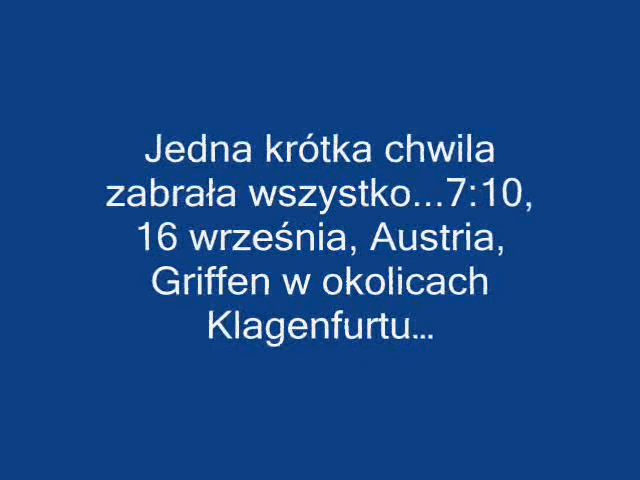 Jedna krótka chwila
zabrała wszystko...7:10,
16 września, Austria,
Griffen w okolicach
Klagenfurtu…